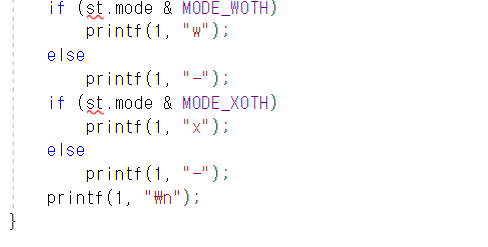 if (st.mode & MODE_WOTH)
printf(1, "w");
else
printf(1, "-");
if (st.mode & MODE_XOTH)
printf(1, "x");
else
printf(1, "-");
printf(1, "₩n");
}